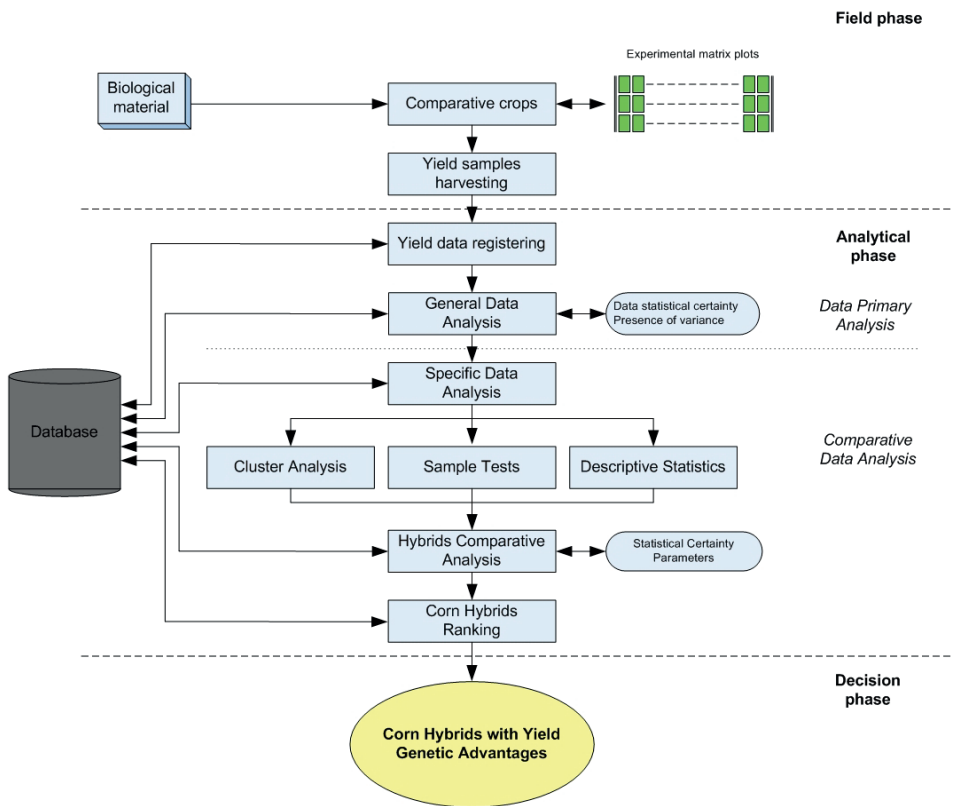 Field phase
Experimental matrix plots
Biological
material
Comparative crops
Yield samples
harvesting
Yield data registering
Analytical
phase
General Data
Analysis
Data statistical certainty
Presence of variance
Data Primary
Analysis
Specific Data
Analysis
Database
Cluster Analysis
Sample Tests
Descriptive Statistics
Comparative
Data Analysis
Hybrids Comparative
Analysis
Statistical Certainty
Parameters
Corn Hybrids
Ranking
Decision
phase
Corn Hybrids with Yield
Genetic Advantages